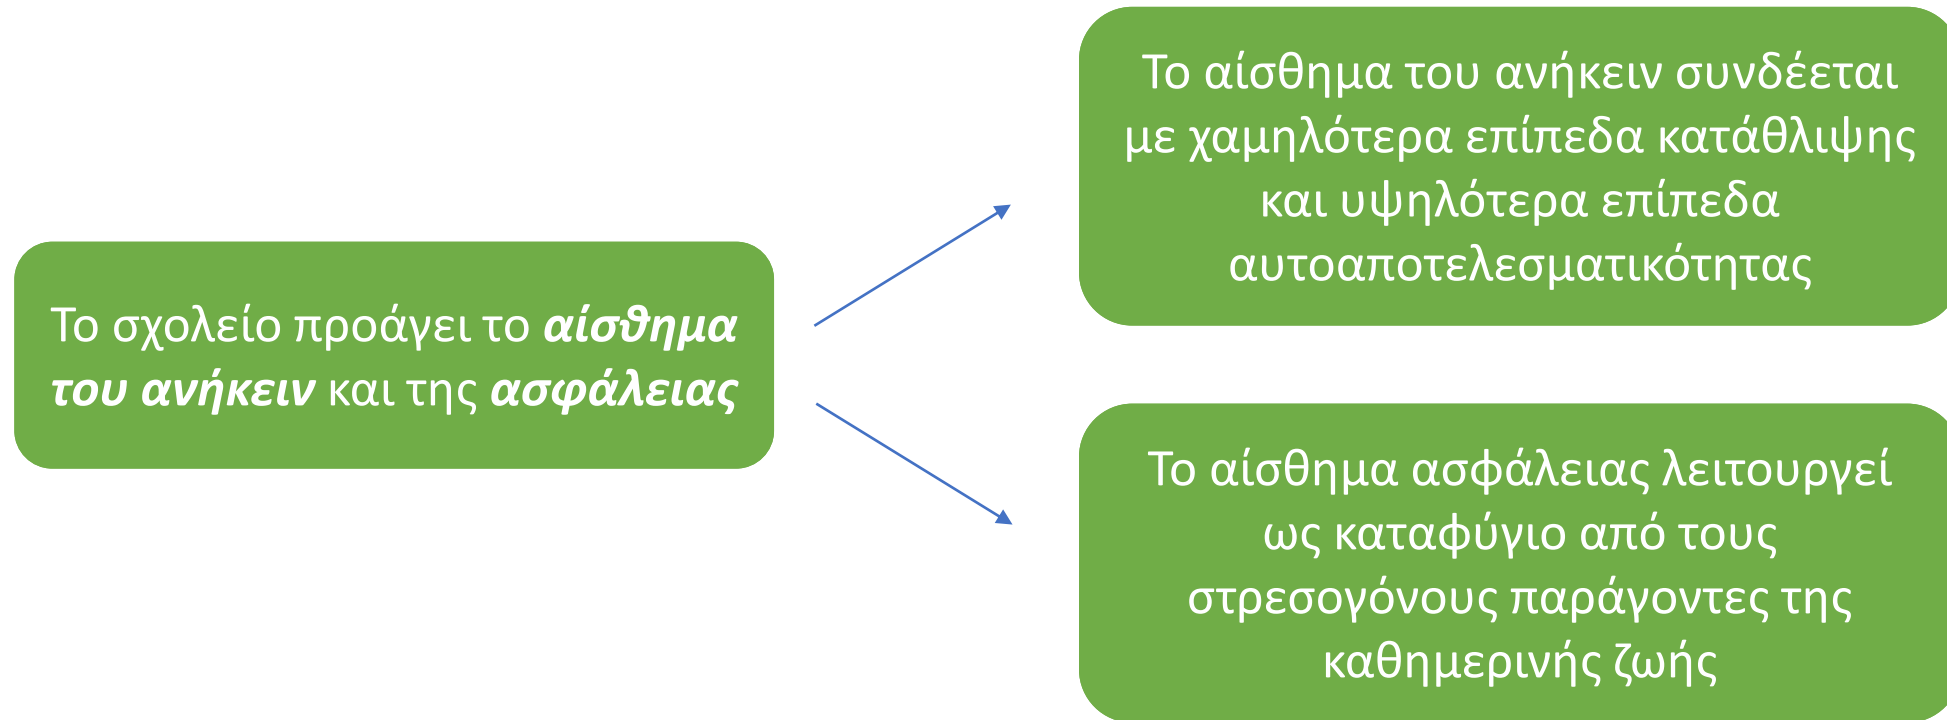 Το σχολείο προάγει το αίσθημα
του ανήκειν και της ασφάλειας
Το αίσθημα του ανήκειν συνδέεται
με χαμηλότερα επίπεδα κατάθλιψης
και υψηλότερα επίπεδα
αυτοαποτελεσματικότητας
Το αίσθημα ασφάλειας λειτουργεί
ως καταφύγιο από τους
στρεσογόνους παράγοντες της
καθημερινής ζωής